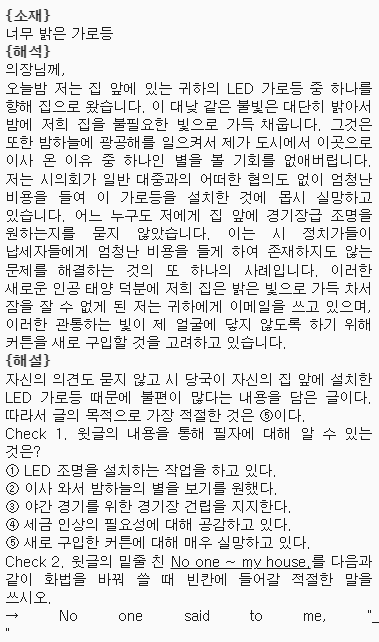 {소재}
너무 밝은 가로등
{해석}
의장님께,
오늘밤 저는 집 앞에 있는 귀하의 LED 가로등 중 하나를
향해 집으로 왔습니다. 이 대낮 같은 불빛은 대단히 밝아서
밤에 저희 집을 불필요한 빛으로 가득 채웁니다. 그것은
또한 밤하늘에 광공해를 일으켜서 제가 도시에서 이곳으로
이사 온 이유 중 하나인 별을 볼 기회를 없애버립니다.
저는 시의회가 일반 대중과의 어떠한 협의도 없이 엄청난
비용을 들여 이 가로등을 설치한 것에 몹시 실망하고
있습니다. 어느 누구도 저에게 집 앞에 경기장급 조명을
원하는지를 묻지 않았습니다. 이는 시 정치가들이
납세자들에게 엄청난 비용을 들게 하여 존재하지도 않는
문제를 해결하는 것의 또 하나의 사례입니다. 이러한
새로운 인공 태양 덕분에 저희 집은 밝은 빛으로 가득 차서
잠을 잘 수 없게 된 저는 귀하에게 이메일을 쓰고 있으며,
이러한 관통하는 빛이 제 얼굴에 닿지 않도록 하기 위해
커튼을 새로 구입할 것을 고려하고 있습니다.
{해설}
자신의 의견도 묻지 않고 시 당국이 자신의 집 앞에 설치한
LED 가로등 때문에 불편이 많다는 내용을 담은 글이다.
따라서 글의 목적으로 가장 적절한 것은 ⑤이다.
Check 1. 윗글의 내용을 통해 필자에 대해 알 수 있는
것은?
① LED 조명을 설치하는 작업을 하고 있다.
② 이사 와서 밤하늘의 별을 보기를 원했다.
③ 야간 경기를 위한 경기장 건립을 지지한다.
④ 세금 인상의 필요성에 대해 공감하고 있다.
⑤ 새로 구입한 커튼에 대해 매우 실망하고 있다.
Check 2. 윗글의 밑줄 친 No one ~ my house.를 다음과
같이 화법을 바꿔 쓸 때 빈칸에 들어갈 적절한 말을
쓰시오.
→ No one said to me, "_
"